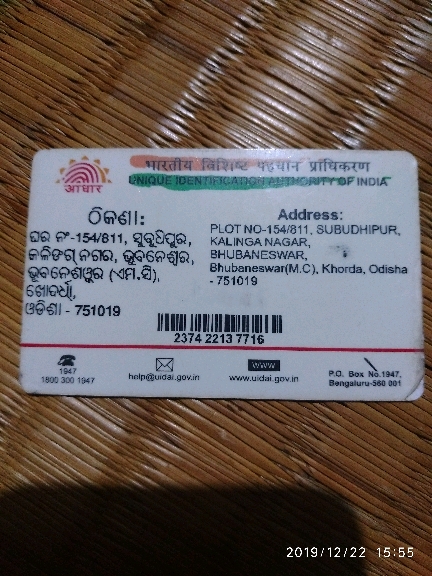 भारतीय विशिष्ट पहचान प्राधिकरण
UNIQUE IDENTIFICATION AUTHORITY OF INDIA
आधार
ଠିକଣା:
ଘର ନଂ-154/811, ସୁବୁଧିପୁର,
କଳିଙ୍ଗ ନଗର, ଭୁବନେଶ୍ୱର,
ଭୁବନେଶ୍ୱର (ଏମ.ସି),
ଖୋର୍ଦ୍ଧା,
ଓଡିଶା - 751019
Address:
PLOT NO-154/811, SUBUDHIPUR,
KALINGA NAGAR,
BHUBANESWAR,
Bhubaneswar(M.C), Khorda, Odisha
- 751019
2374 2213 7716
1947
1800 300 1947
help@uidai.gov.in
WWW
www.uidai.gov.in
P.O. Box No.1947,
Bengaluru-560 001
2019/12/22 15:55